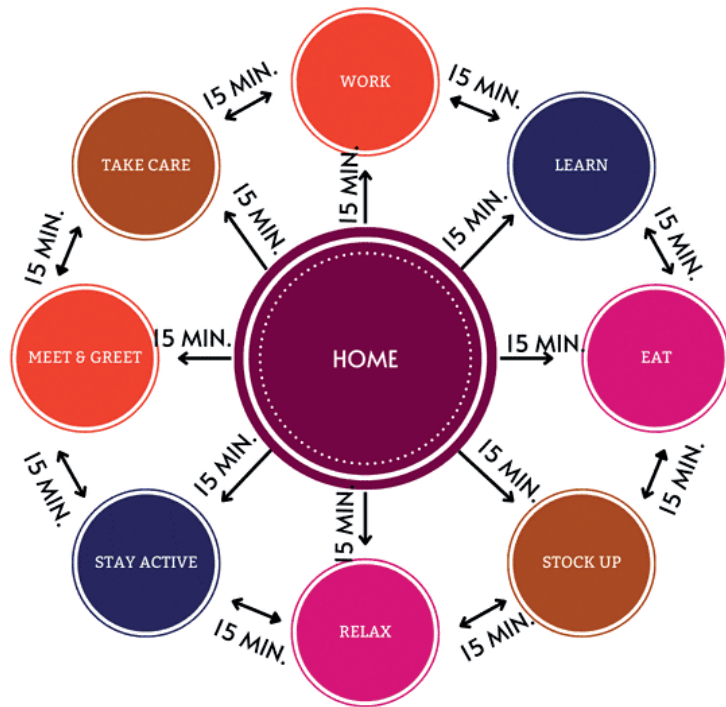 WORK
15 MIN.
15 MIN.
TAKE CARE
LEARN
15 MIN.
15 MIN.
15 MIN.
15 MIN.
15 MIN.
MEET & GREET
15 MIN.
HOME
15 MIN.
EAT
15 MIN.
15 MIN.
15 MIN.
15 MIN.
STAY ACTIVE
15 MIN.
STOCK UP
15 MIN.
RELAX
15 MIN.